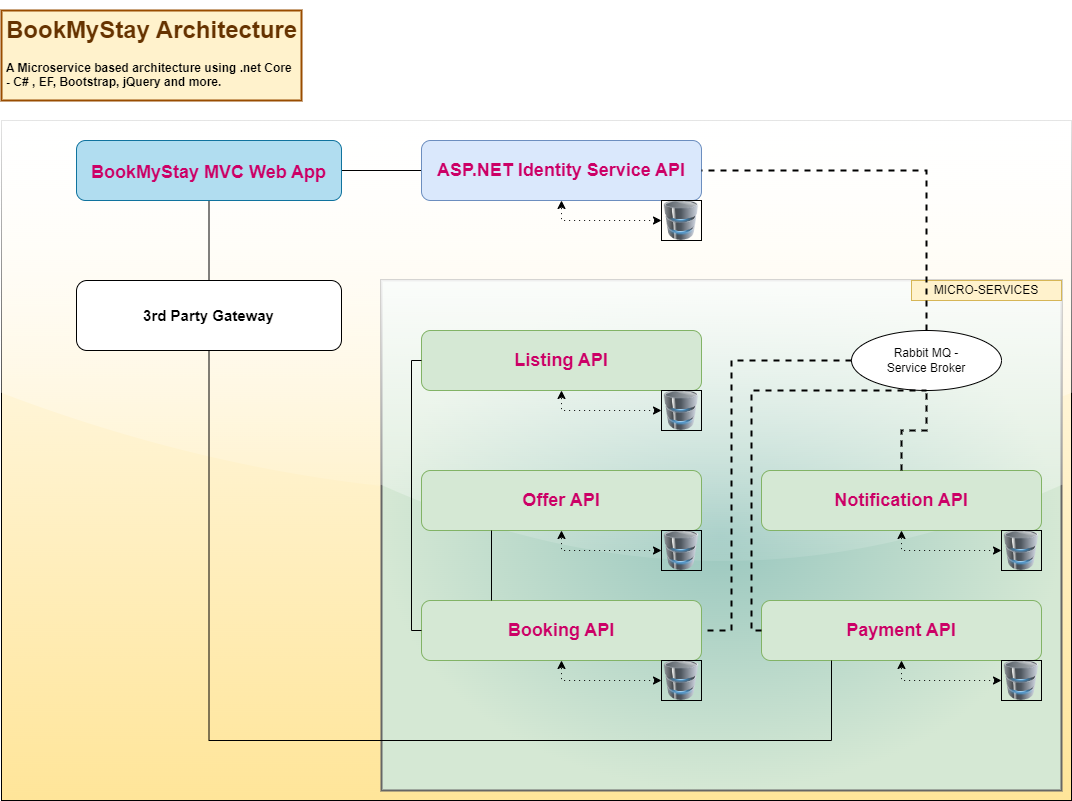 BookMyStay Architecture
A Microservice based architecture using .net Core
- C# , EF, Bootstrap, jQuery and more.
BookMyStay MVC Web App
ASP.NET Identity Service API
3rd Party Gateway
MICRO-SERVICES
Listing API
Rabbit MQ -
Service Broker
Offer API
Notification API
Booking API
Payment API